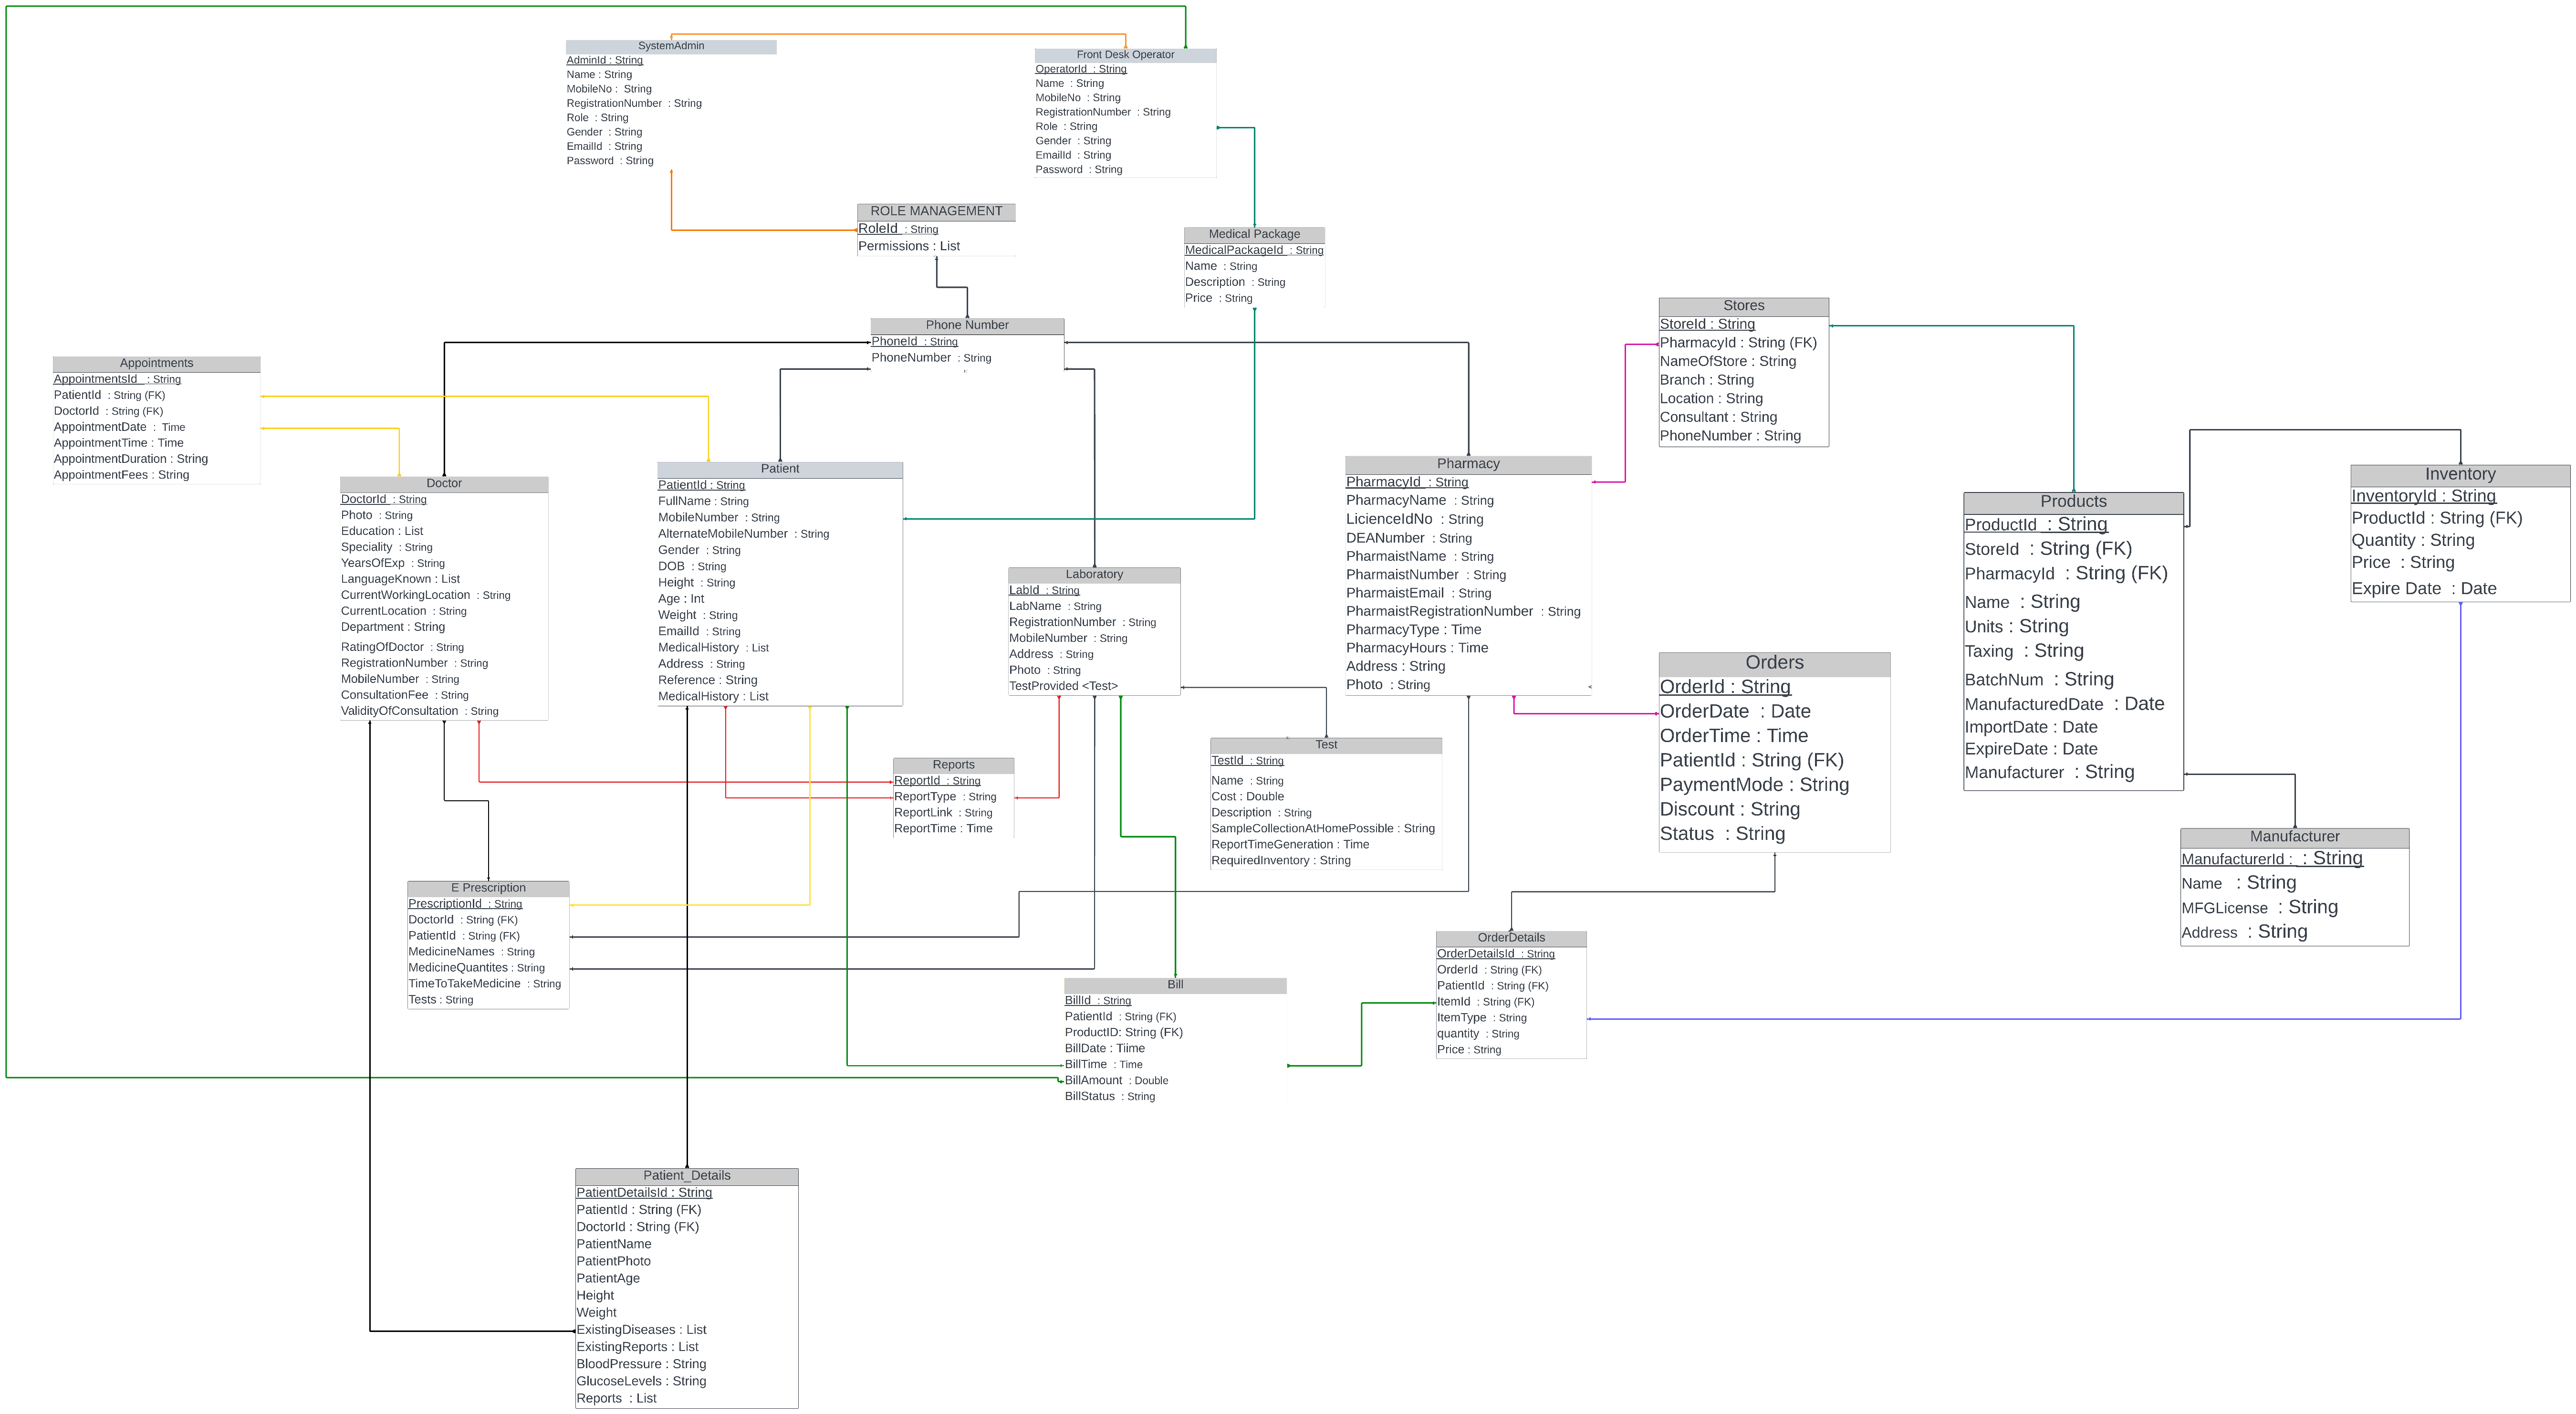 SystemAdmin
AdminId : String
Name : String
MobileNo :  String
RegistrationNumber  : String
Role  : String
Gender  : String
EmailId  : String
Password  : String
Front Desk Operator
OperatorId  : String
Name  : String
MobileNo  : String
RegistrationNumber  : String
Role  : String
Gender  : String
EmailId  : String
Password  : String
ROLE MANAGEMENT
RoleId  : String
Permissions : List
Medical Package
MedicalPackageId  : String
Name  : String
Description  : String
Price  : String
Phone Number
PhoneId  : String
PhoneNumber  : String
Stores
StoreId : String
PharmacyId : String (FK)
NameOfStore : String
Branch : String
Location : String
Consultant : String
PhoneNumber : String
Appointments
AppointmentsId  : String
PatientId  : String (FK)
DoctorId  : String (FK)
AppointmentDate  :  Time
AppointmentTime : Time
AppointmentDuration : String
AppointmentFees : String
Doctor
DoctorId  : String
Photo  : String
Education : List
Speciality  : String
YearsOfExp  : String
LanguageKnown : List
CurrentWorkingLocation  : String
CurrentLocation  : String
Department : String
RatingOfDoctor  : String
RegistrationNumber  : String
MobileNumber  : String
ConsultationFee  : String
ValidityOfConsultation  : String
Patient
PatientId : String
FullName : String
MobileNumber  : String
AlternateMobileNumber  : String
Gender  : String
DOB  : String
Height  : String
Age : Int
Weight  : String
EmailId  : String
MedicalHistory  : List
Address  : String
Reference : String
MedicalHistory : List
Pharmacy
PharmacyId  : String
PharmacyName  : String
LicienceIdNo  : String
DEANumber  : String
PharmaistName  : String
PharmaistNumber  : String
PharmaistEmail  : String
PharmaistRegistrationNumber  : String
PharmacyType : Time
PharmacyHours : Time
Address : String
Photo  : String
Inventory
InventoryId : String
ProductId : String (FK)
Quantity : String
Price  : String
Expire Date  : Date
Products
ProductId  : String
StoreId  : String (FK)
PharmacyId  : String (FK)
Name  : String
Units : String
Taxing  : String
BatchNum  : String
ManufacturedDate  : Date
ImportDate : Date
ExpireDate : Date
Manufacturer  : String
Laboratory
LabId  : String
LabName  : String
RegistrationNumber  : String
MobileNumber  : String
Address  : String
Photo  : String
TestProvided <Test>
Orders
OrderId : String
OrderDate  : Date
OrderTime : Time
PatientId : String (FK)
PaymentMode : String
Discount : String
Status  : String
Test
TestId  : String
Name  : String
Cost : Double
Description  : String
SampleCollectionAtHomePossible : String
ReportTimeGeneration : Time
RequiredInventory : String
Reports
ReportId  : String
ReportType  : String
ReportLink  : String
ReportTime : Time
Manufacturer
ManufacturerId :  : String
Name  : String
MFGLicense  : String
Address  : String
E Prescription
PrescriptionId  : String
DoctorId  : String (FK)
PatientId  : String (FK)
MedicineNames  : String
MedicineQuantites : String
TimeToTakeMedicine  : String
Tests : String
OrderDetails
OrderDetailsId  : String
OrderId  : String (FK)
PatientId  : String (FK)
ItemId  : String (FK)
ItemType  : String
quantity  : String
Price : String
Bill
BillId  : String
PatientId  : String (FK)
ProductID: String (FK)
BillDate : Tiime
BillTime  : Time
BillAmount  : Double
BillStatus  : String
Patient_Details
PatientDetailsId : String
PatientId : String (FK)
DoctorId : String (FK)
PatientName
PatientPhoto
PatientAge
Height
Weight
ExistingDiseases : List
ExistingReports : List
BloodPressure : String
GlucoseLevels : String
Reports  : List